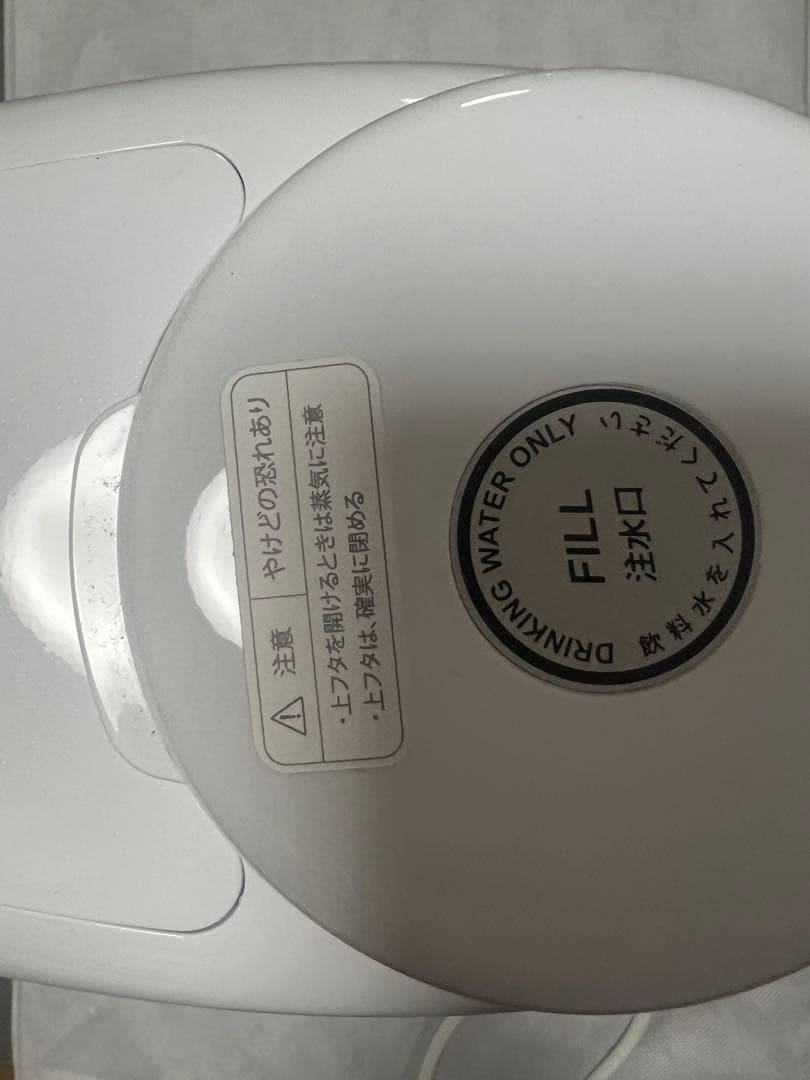 ⚠ 注意 やけどの恐れあり
・上フタを開けるときは蒸気に注意
・上フタは、確実に閉める
DRINKING WATER ONLY
FILL
注水口
飲料水を入れてください